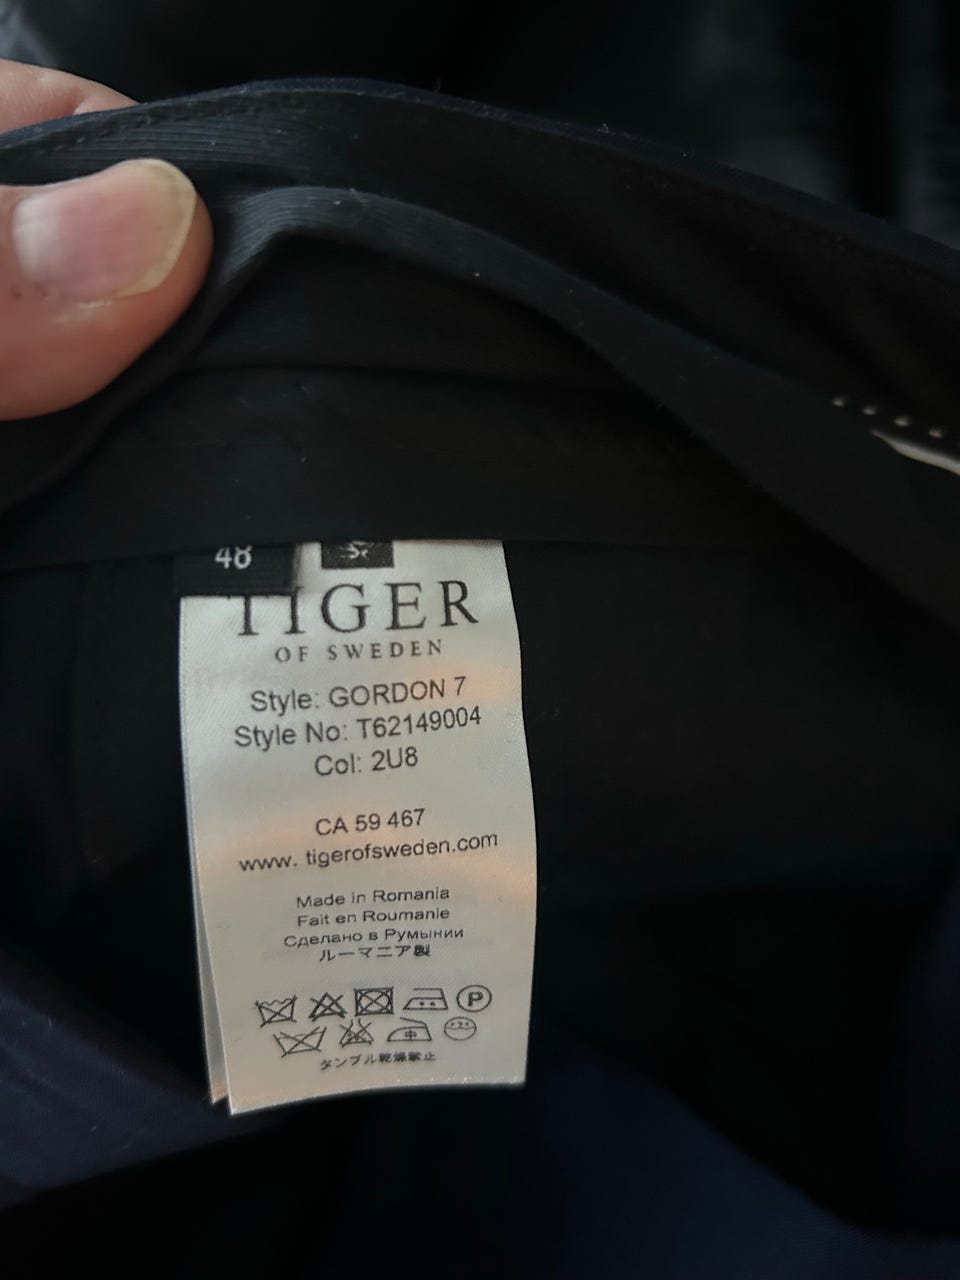 48
TIGER
OF SWEDEN
Style: GORDON 7
Style No: T62149004
Col: 2U8
CA 59 467
www. tigerofsweden.com
Made in Romania
Fait en Roumanie
Сделано в Румынии
ルーマニア製
P
中
タンブル乾燥禁止